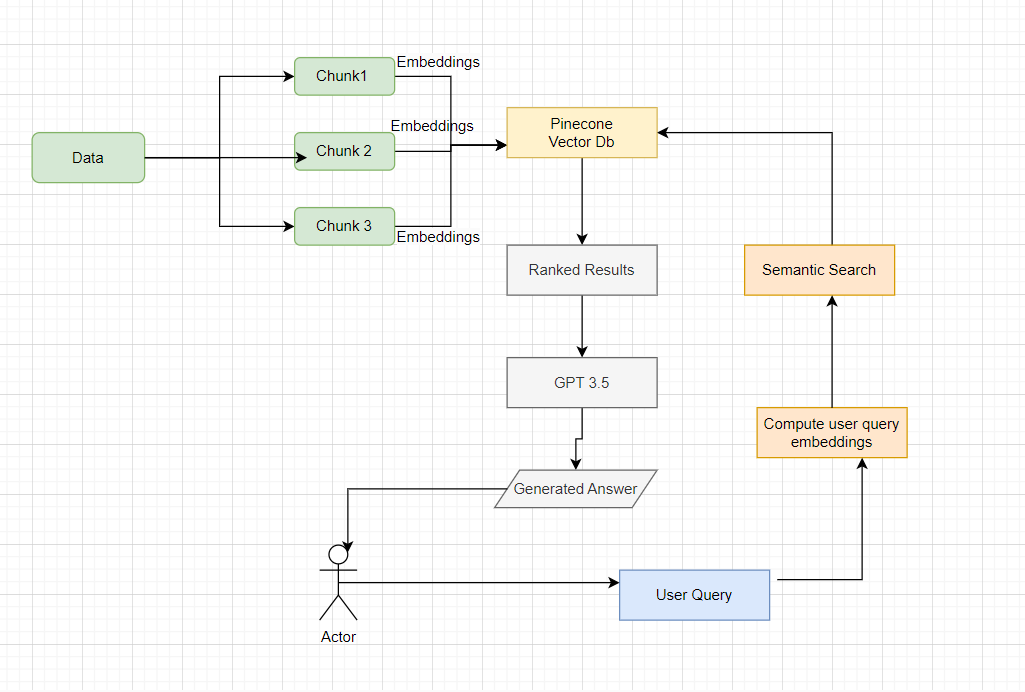 Embeddings
Chunk1
Embeddings
Pinecone
Vector Db
Data
Chunk 2
Chunk 3
Embeddings
Ranked Results
Semantic Search
GPT 3.5
Compute user query
embeddings
Generated Answer
User Query
Actor